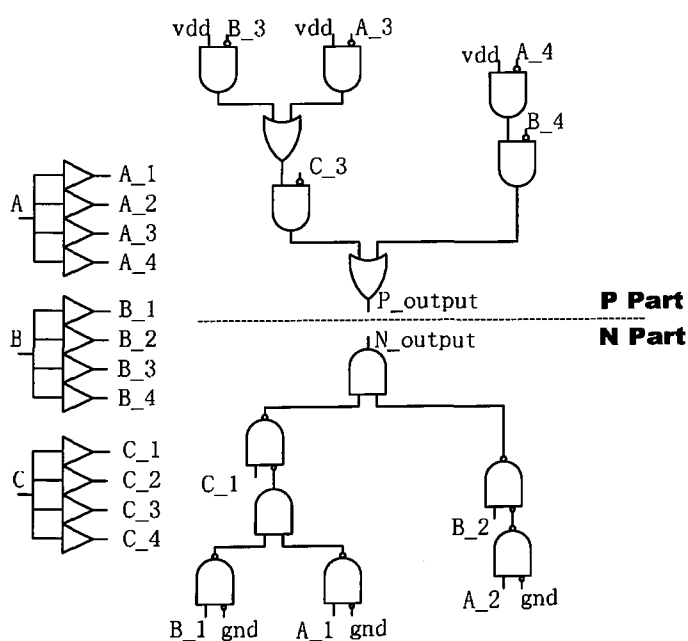 vdd B_3
vdd A_3
vdd A_4
B_4
C_3
A
A_1
A_2
A_3
A_4
P_output
P Part
N_output
N Part
B
B_1
B_2
B_3
B_4
C
C_1
C_2
C_3
C_4
C_1
B_2
B_1 gnd
A_1 gnd
A_2 gnd